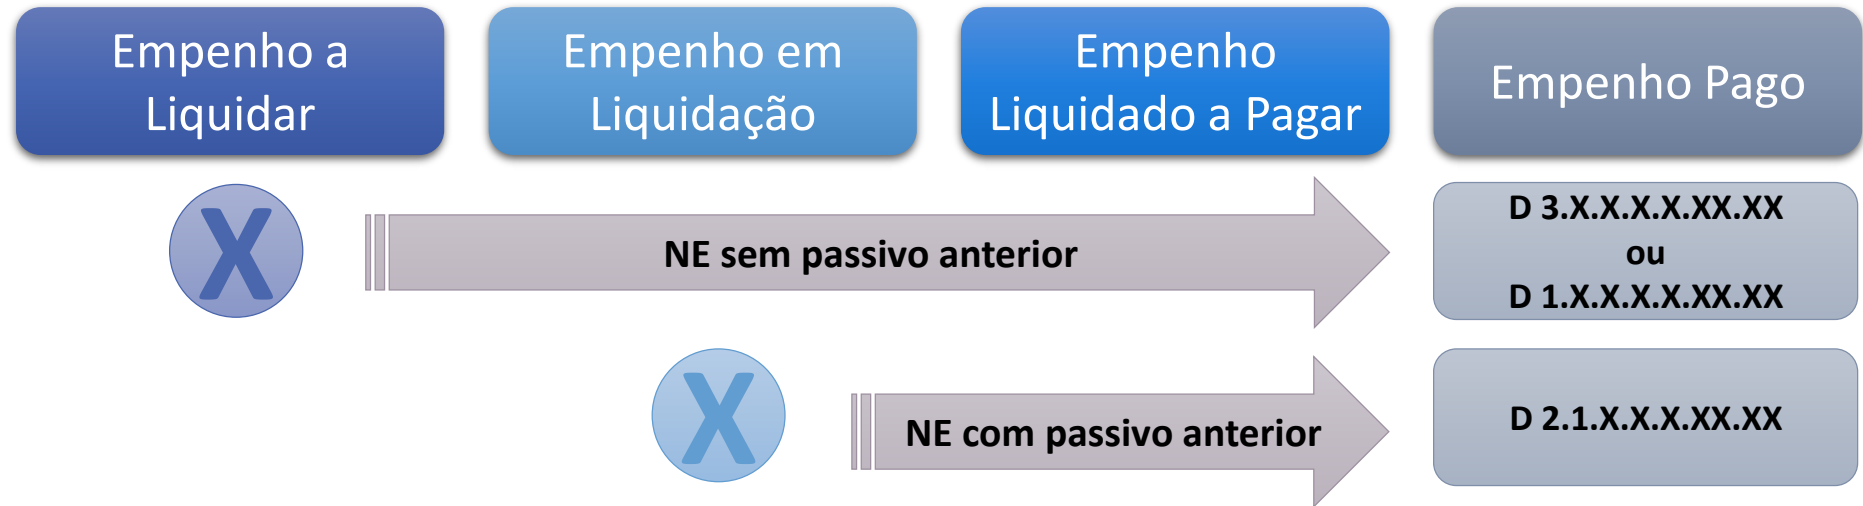 Empenho a
Liquidar
Empenho em
Liquidação
Empenho
Liquidado a Pagar
Empenho Pago
X
NE sem passivo anterior
D 3.X.X.X.X.XX.XX
ou
D 1.X.X.X.X.XX.XX
X
NE com passivo anterior
D 2.1.X.X.X.XX.XX